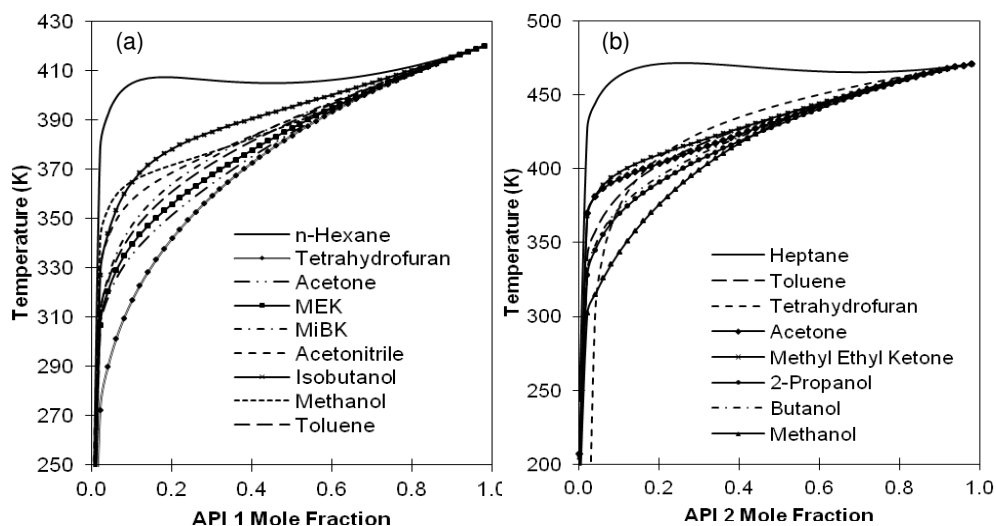 (a)
Temperature (K)
430
410
390
370
350
330
310
290
270
250
n-Hexane
Tetrahydrofuran
Acetone
MEK
MiBK
Acetonitrile
Isobutanol
Methanol
Toluene
0.0 0.2 0.4 0.6 0.8 1.0
API 1 Mole Fraction
(b)
Temperature (K)
500
450
400
350
300
250
200
Heptane
Toluene
Tetrahydrofuran
Acetone
Methyl Ethyl Ketone
2-Propanol
Butanol
Methanol
0.0 0.2 0.4 0.6 0.8 1.0
API 2 Mole Fraction